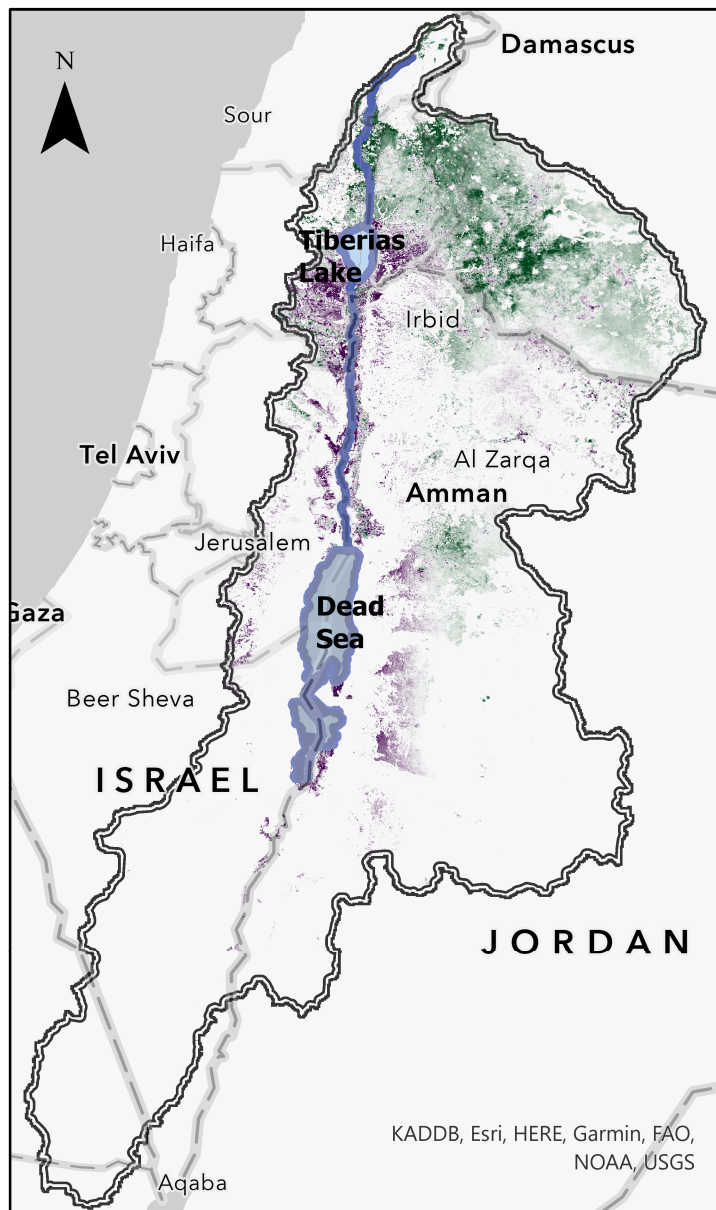 Damascus
N
Sour
Tiberias
Lake
Haifa
Irbid
Tel Aviv
Al Zarqa
Amman
Jerusalem
Dead
Sea
Gaza
Beer Sheva
ISRAEL
JORDAN
KADDB, Esri, HERE, Garmin, FAO,
NOAA, USGS
Aqaba